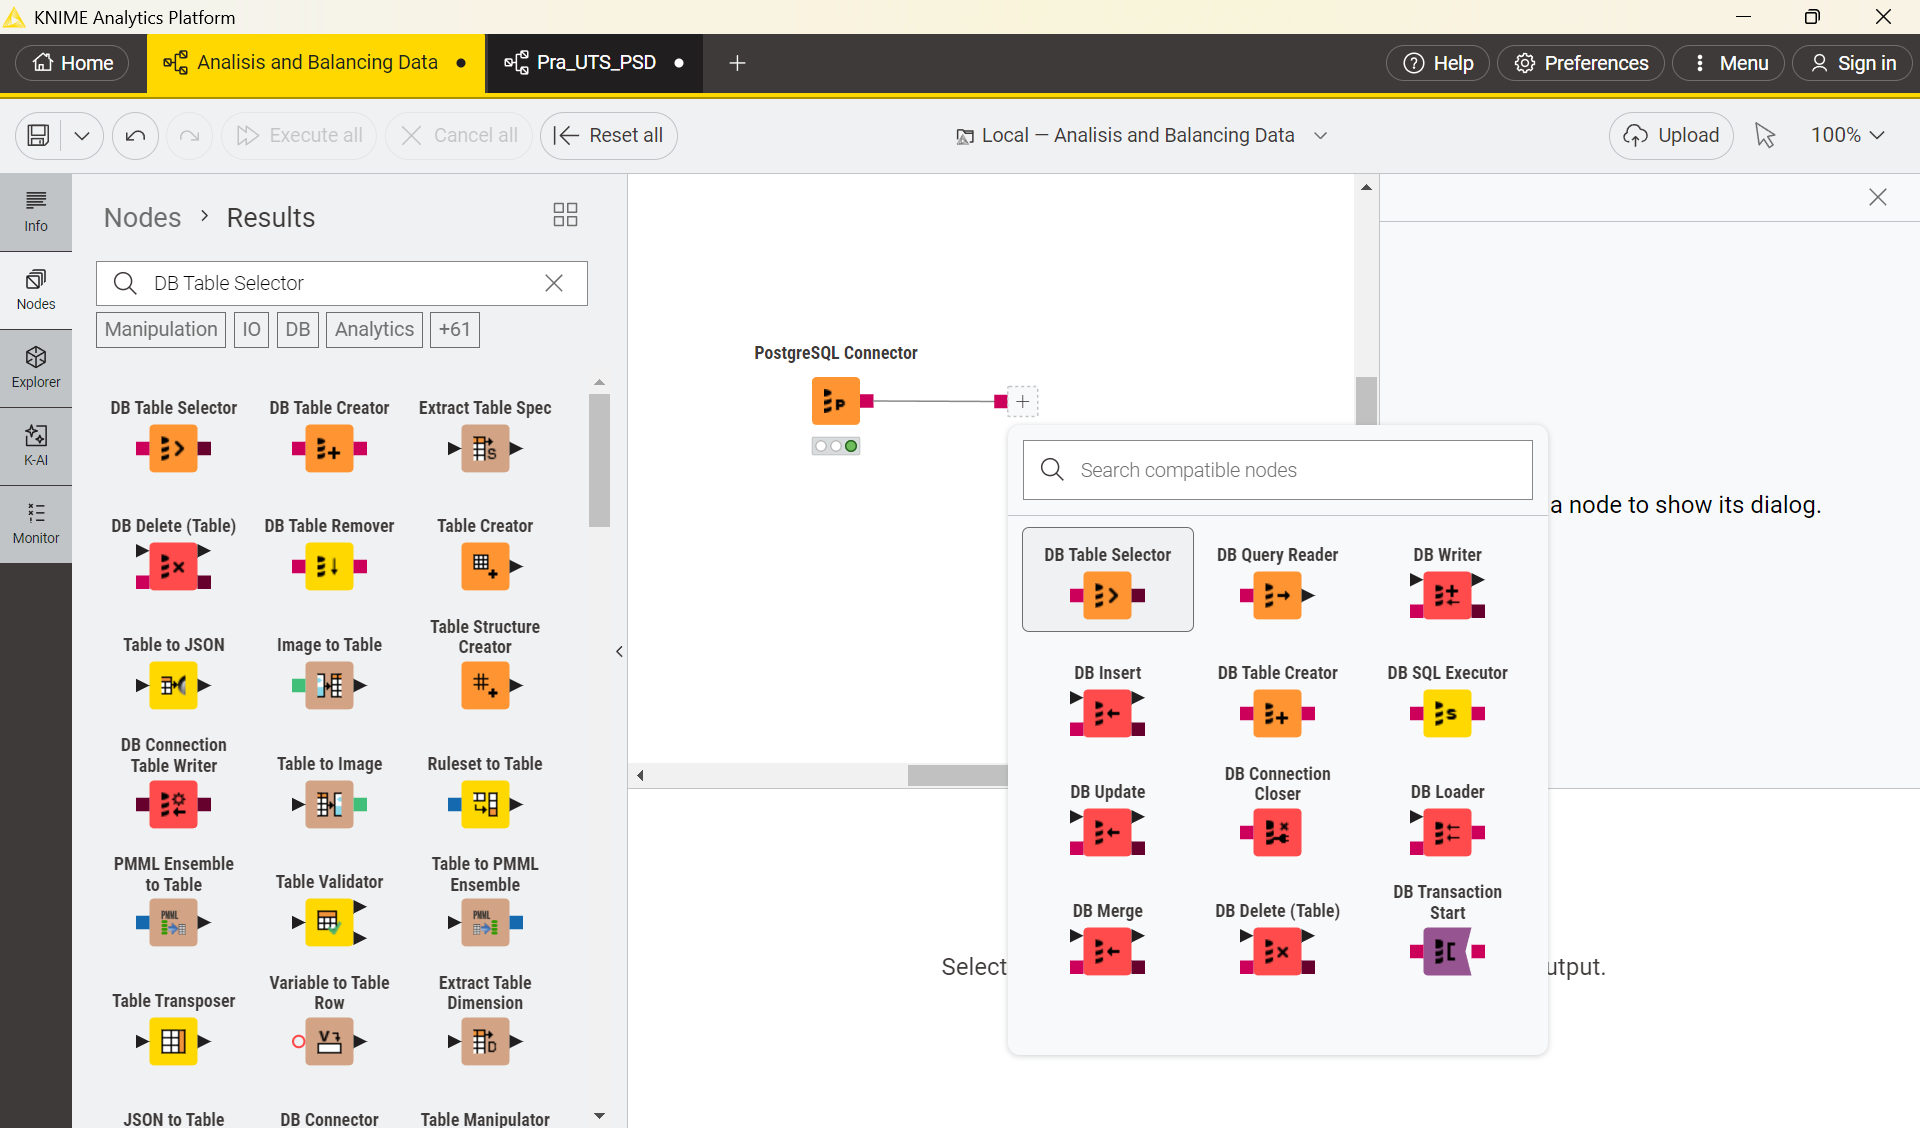 KNIME Analytics Platform
Home
Analisis and Balancing Data
Pra_UTS_PSD
Help
Preferences
Menu
Sign in
Execute all
Cancel all
Reset all
Local — Analisis and Balancing Data
Upload
100%
Info
Nodes
Explorer
K-AI
Monitor
Nodes > Results
DB Table Selector
Manipulation
IO
DB
Analytics
+61
DB Table Selector
DB Table Creator
Extract Table Spec
DB Delete (Table)
DB Table Remover
Table Creator
Table to JSON
Image to Table
Table Structure
Creator
DB Connection
Table Writer
Table to Image
Ruleset to Table
PMML Ensemble
to Table
Table Validator
Table to PMML
Ensemble
Table Transposer
Variable to Table
Row
Extract Table
Dimension
JSON to Table
DB Connector
Table Manipulator
PostgreSQL Connector
Search compatible nodes
DB Table Selector
DB Query Reader
DB Writer
DB Insert
DB Table Creator
DB SQL Executor
DB Update
DB Connection
Closer
DB Loader
DB Merge
DB Delete (Table)
DB Transaction
Start
a node to show its dialog.
Select
utput.